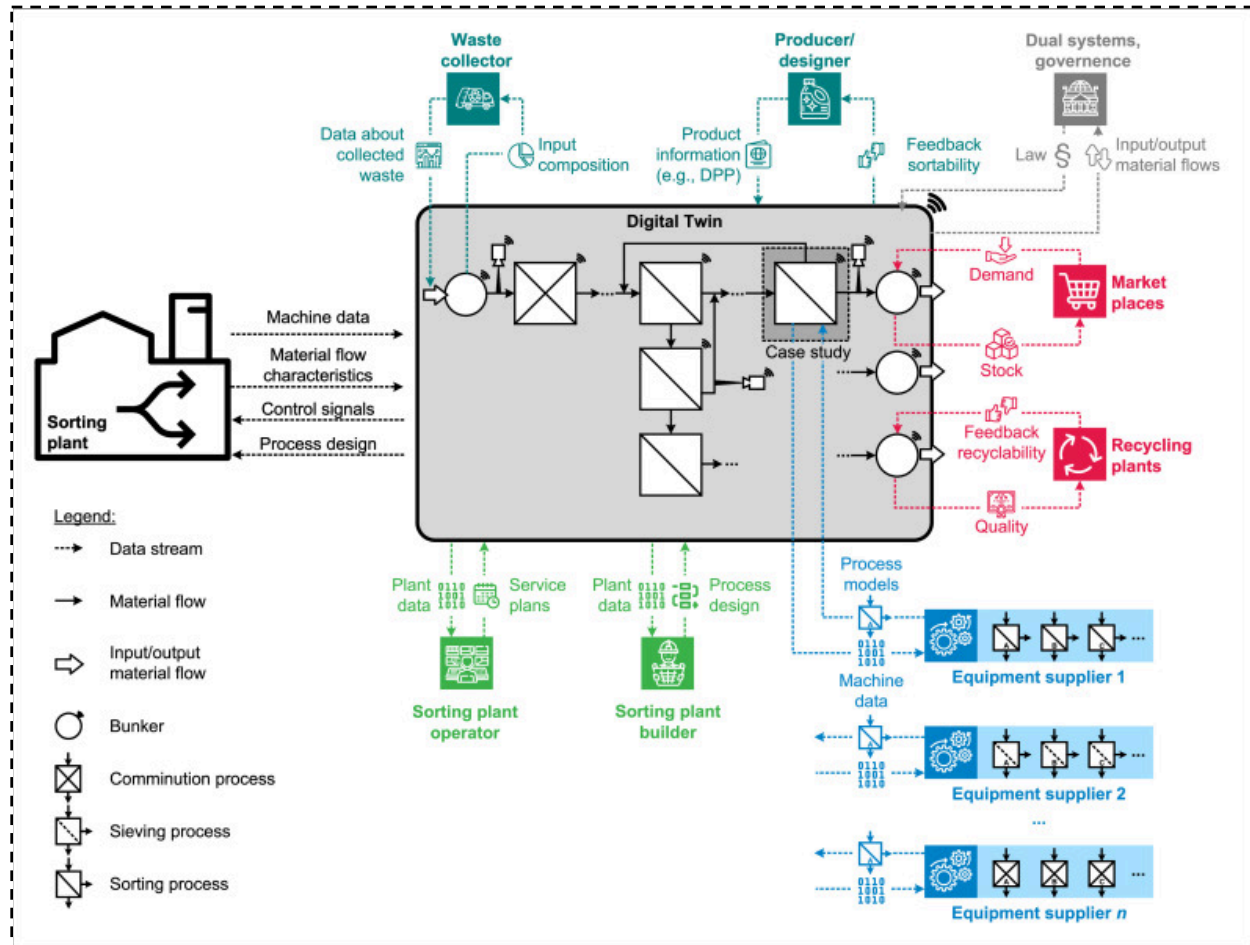 Waste
collector
Producer/
designer
Dual systems,
governence
Data about
collected
waste
Input
composition
Product
information
(e.g., DPP)
Feedback
sortability
Law
Input/output
material flows
Digital Twin
Demand
Market
places
Stock
Case study
Machine data
Material flow
characteristics
Control signals
Process design
Sorting
plant
Feedback
recyclability
Recycling
plants
Quality
Legend:
Data stream
Material flow
Input/output
material flow
Bunker
Comminution process
Sieving process
Sorting process
Plant
data
0110
1001
1010
Service
plans
Sorting plant
operator
Plant
data
0110
1001
1010
Process
design
Sorting plant
builder
Process
models
A
0110
1001
1010
Machine
data
A B C ...
Equipment supplier 1
A
0110
1001
1010
A B C ...
Equipment supplier 2
...
A
0110
1001
1010
A B C ...
Equipment supplier n